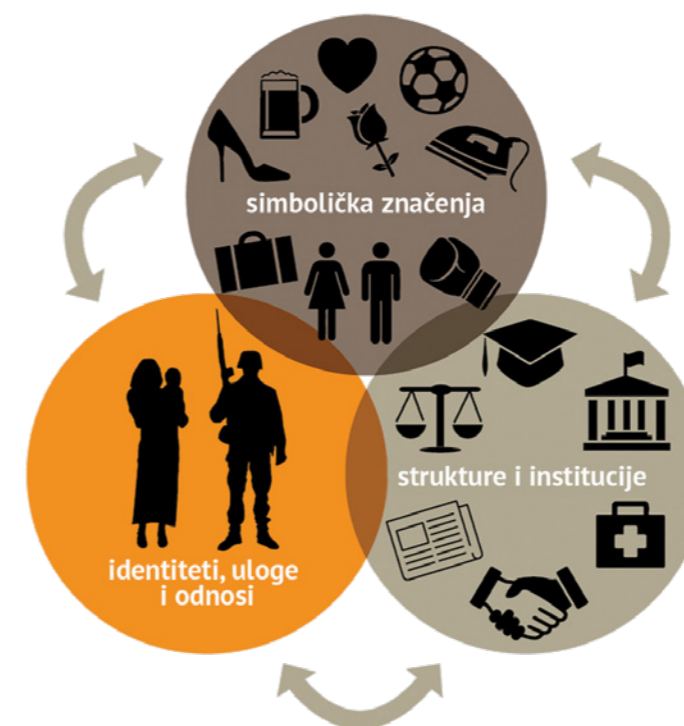 simbolička značenja
strukture i institucije
identiteti, uloge
i odnosi